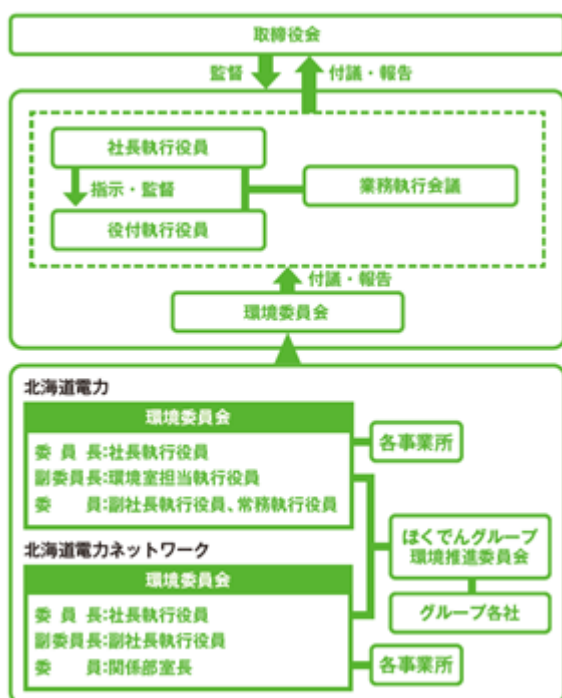 取締役会
監督
付議・報告
社長執行役員
指示・監督
業務執行会議
役付執行役員
付議・報告
環境委員会
北海道電力
環境委員会
委員長:社長執行役員
副委員長:環境室担当執行役員
委員:副社長執行役員、常務執行役員
各事業所
ほくでんグループ
環境推進委員会
グループ各社
北海道電力ネットワーク
環境委員会
委員長:社長執行役員
副委員長:副社長執行役員
委員:関係部室長
各事業所